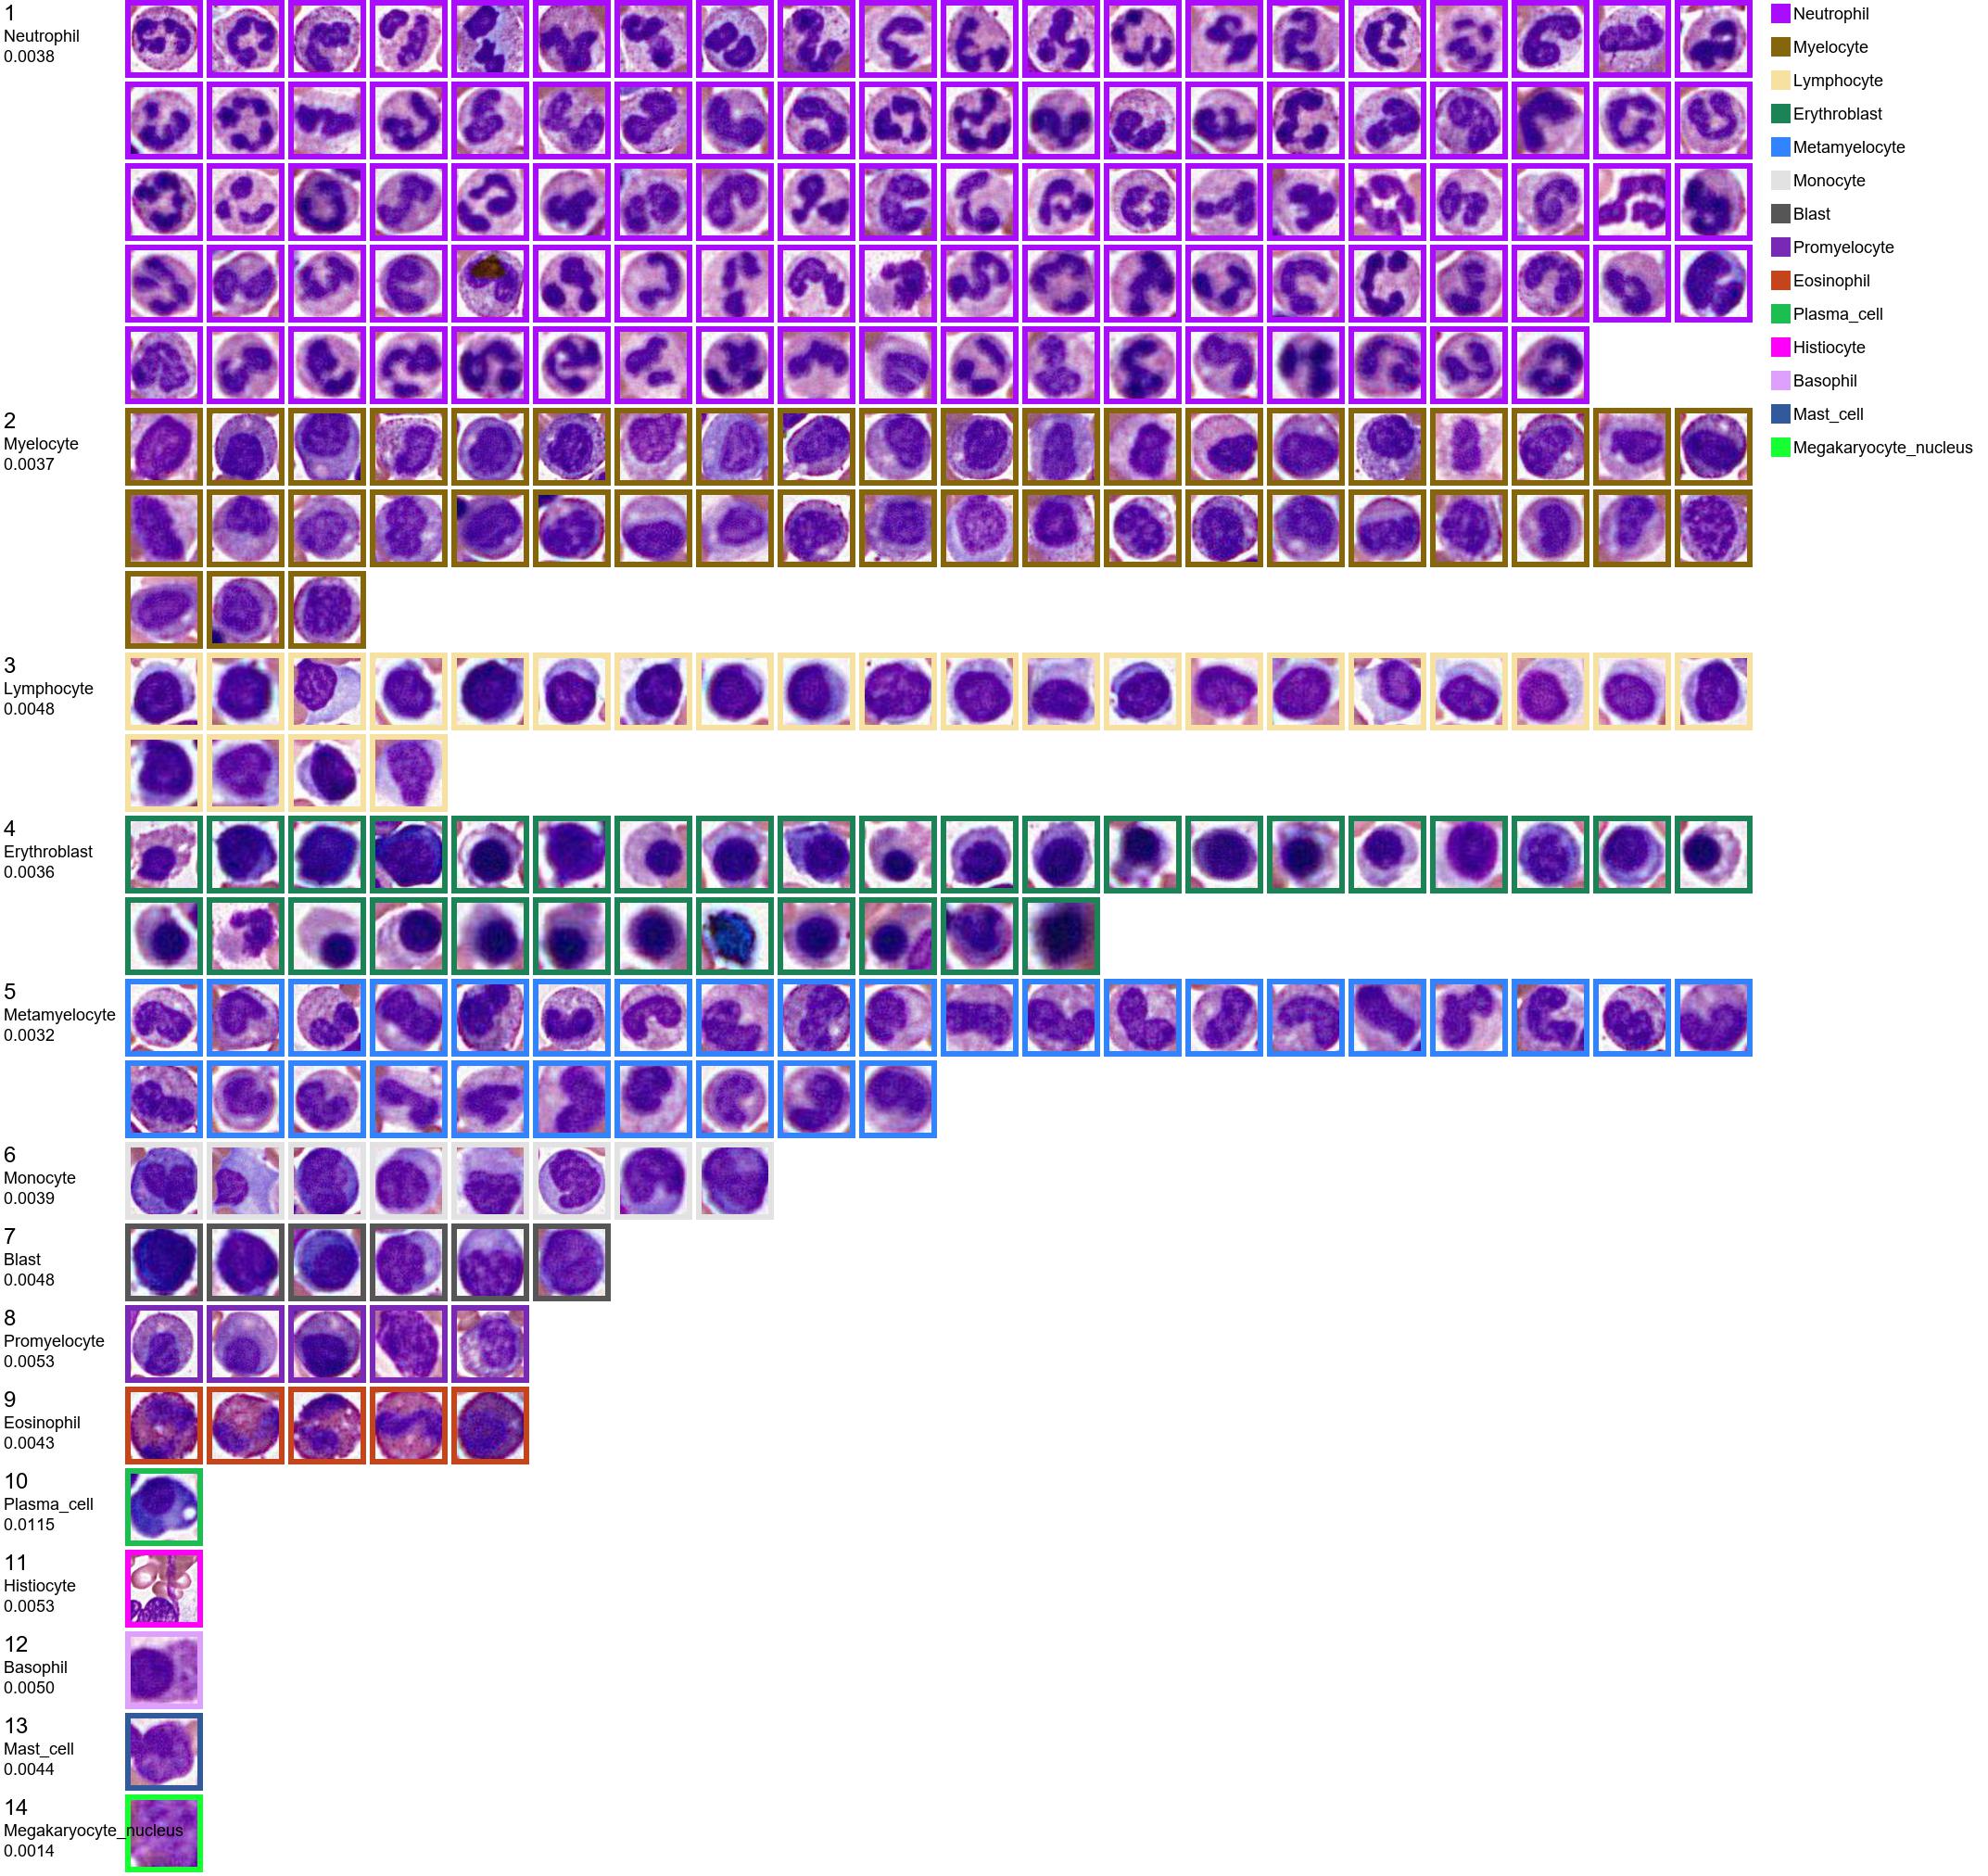 1
Neutrophil
0.0038
2
Myelocyte
0.0037
3
Lymphocyte
0.0048
4
Erythroblast
0.0036
5
Metamyelocyte
0.0032
6
Monocyte
0.0039
7
Blast
0.0048
8
Promyelocyte
0.0053
9
Eosinophil
0.0043
10
Plasma_cell
0.0115
11
Histiocyte
0.0053
12
Basophil
0.0050
13
Mast_cell
0.0044
14
Megakaryocyte_nucleus
0.0014
Neutrophil
Myelocyte
Lymphocyte
Erythroblast
Metamyelocyte
Monocyte
Blast
Promyelocyte
Eosinophil
Plasma_cell
Histiocyte
Basophil
Mast_cell
Megakaryocyte_nucleus